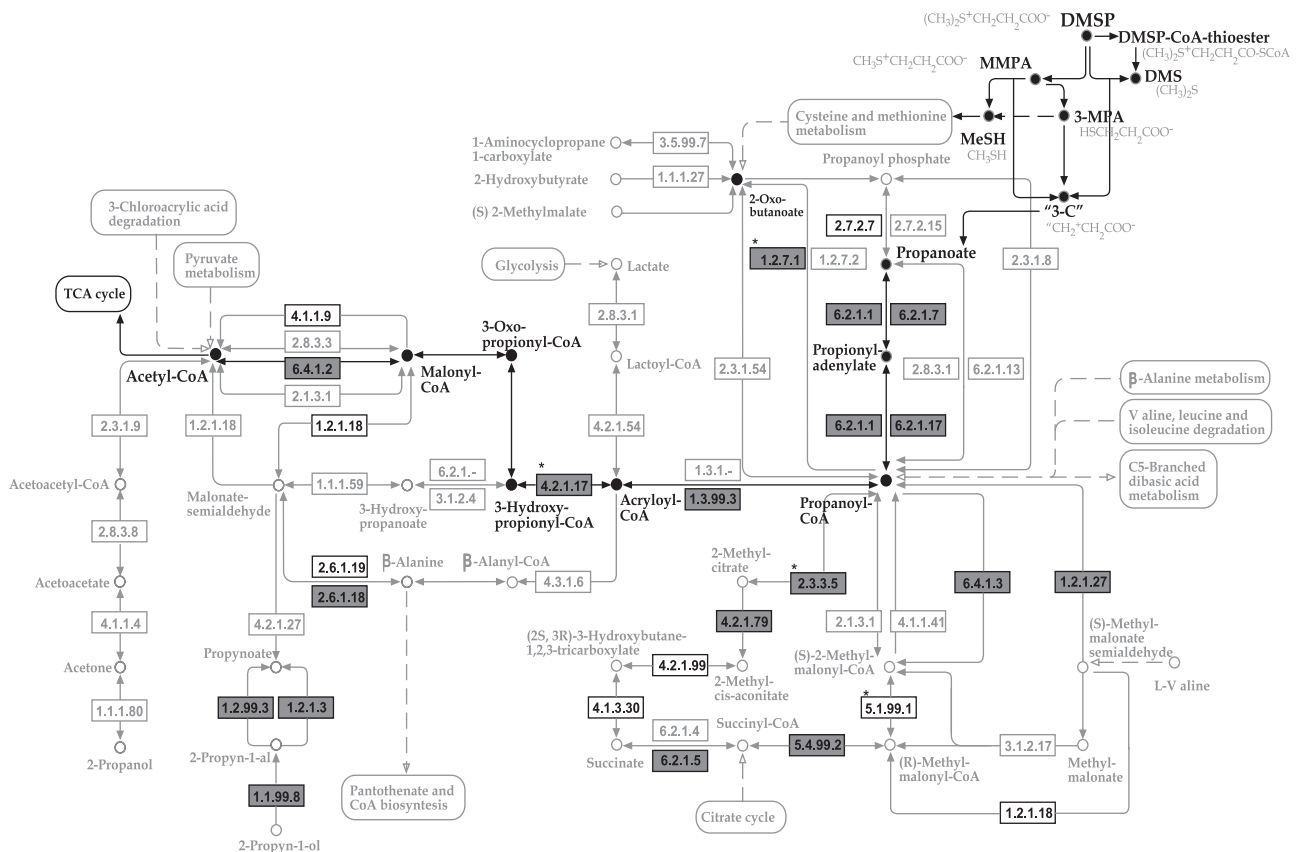 (CH3)2S+CH2CH2COO-
DMSP
DMSP-CoA-thioester
(CH3)2S+CH2CH2CO-SCoA
CH3S+CH2CH2COO-
MMPA
DMS
(CH3)2S
Cysteine and methionine
metabolism
MeSH
CH3SH
3-MPA
HSCH2CH2COO-
1-Aminocyclopropane
1-carboxylate
3.5.99.7
Propanoyl phosphate
2-Hydroxybutyrate
1.1.1.27
(S) 2-Methylmalate
2-Oxo-
butanoate
"3-C"
"CH2+CH2COO-
3-Chloroacrylic acid
degradation
2.7.2.7
2.7.2.15
Pyruvate
metabolism
Glycolysis
Lactate
*
1.2.7.1
1.2.7.2
Propanoate
2.3.1.8
TCA cycle
4.1.1.9
2.8.3.1
6.2.1.1
6.2.1.7
3-Oxo-
propionyl-CoA
2.8.3.3
Acetyl-CoA
6.4.1.2
Malonyl-
CoA
Lactoyl-CoA
Propionyl-
adenylate
2.3.1.54
2.8.3.1
6.2.1.13
β-Alanine metabolism
2.1.3.1
2.3.1.9
1.2.1.18
1.2.1.18
4.2.1.54
6.2.1.1
6.2.1.17
V aline, leucine and
isoleucine degradation
Acetoacetyl-CoA
Malonate-
semialdehyde
1.1.1.59
3-Hydroxy-
propanoate
6.2.1.-
3.1.2.4
*
4.2.1.17
3-Hydroxy-
propionyl-CoA
Acryloyl-
CoA
1.3.1.-
1.3.99.3
Propanoyl-
CoA
C5-Branched
dibasic acid
metabolism
2.8.3.8
2.6.1.19
2.6.1.18
β-Alanine
β-Alanyl-CoA
4.3.1.6
2-Methyl-
citrate
*
2.3.3.5
6.4.1.3
1.2.1.27
Acetoacetate
4.1.1.4
4.2.1.27
4.2.1.79
2.1.3.1
4.1.1.41
(S)-Methyl-
malonate
semialdehyde
Acetone
Propynoate
(2S, 3R)-3-Hydroxybutane-
1,2,3-tricarboxylate
4.2.1.99
2-Methyl-
cis-aconitate
(S)-2-Methyl-
malonyl-CoA
L-V aline
1.1.1.80
1.2.99.3
1.2.1.3
4.1.3.30
*
5.1.99.1
2-Propanol
2-Propyn-1-al
Succinate
6.2.1.4
6.2.1.5
Succinyl-CoA
5.4.99.2
(R)-Methyl-
malonyl-CoA
3.1.2.17
Methyl-
malonate
1.1.99.8
Pantothenate and
CoA biosyntesis
Citrate cycle
1.2.1.18
2-Propyn-1-ol